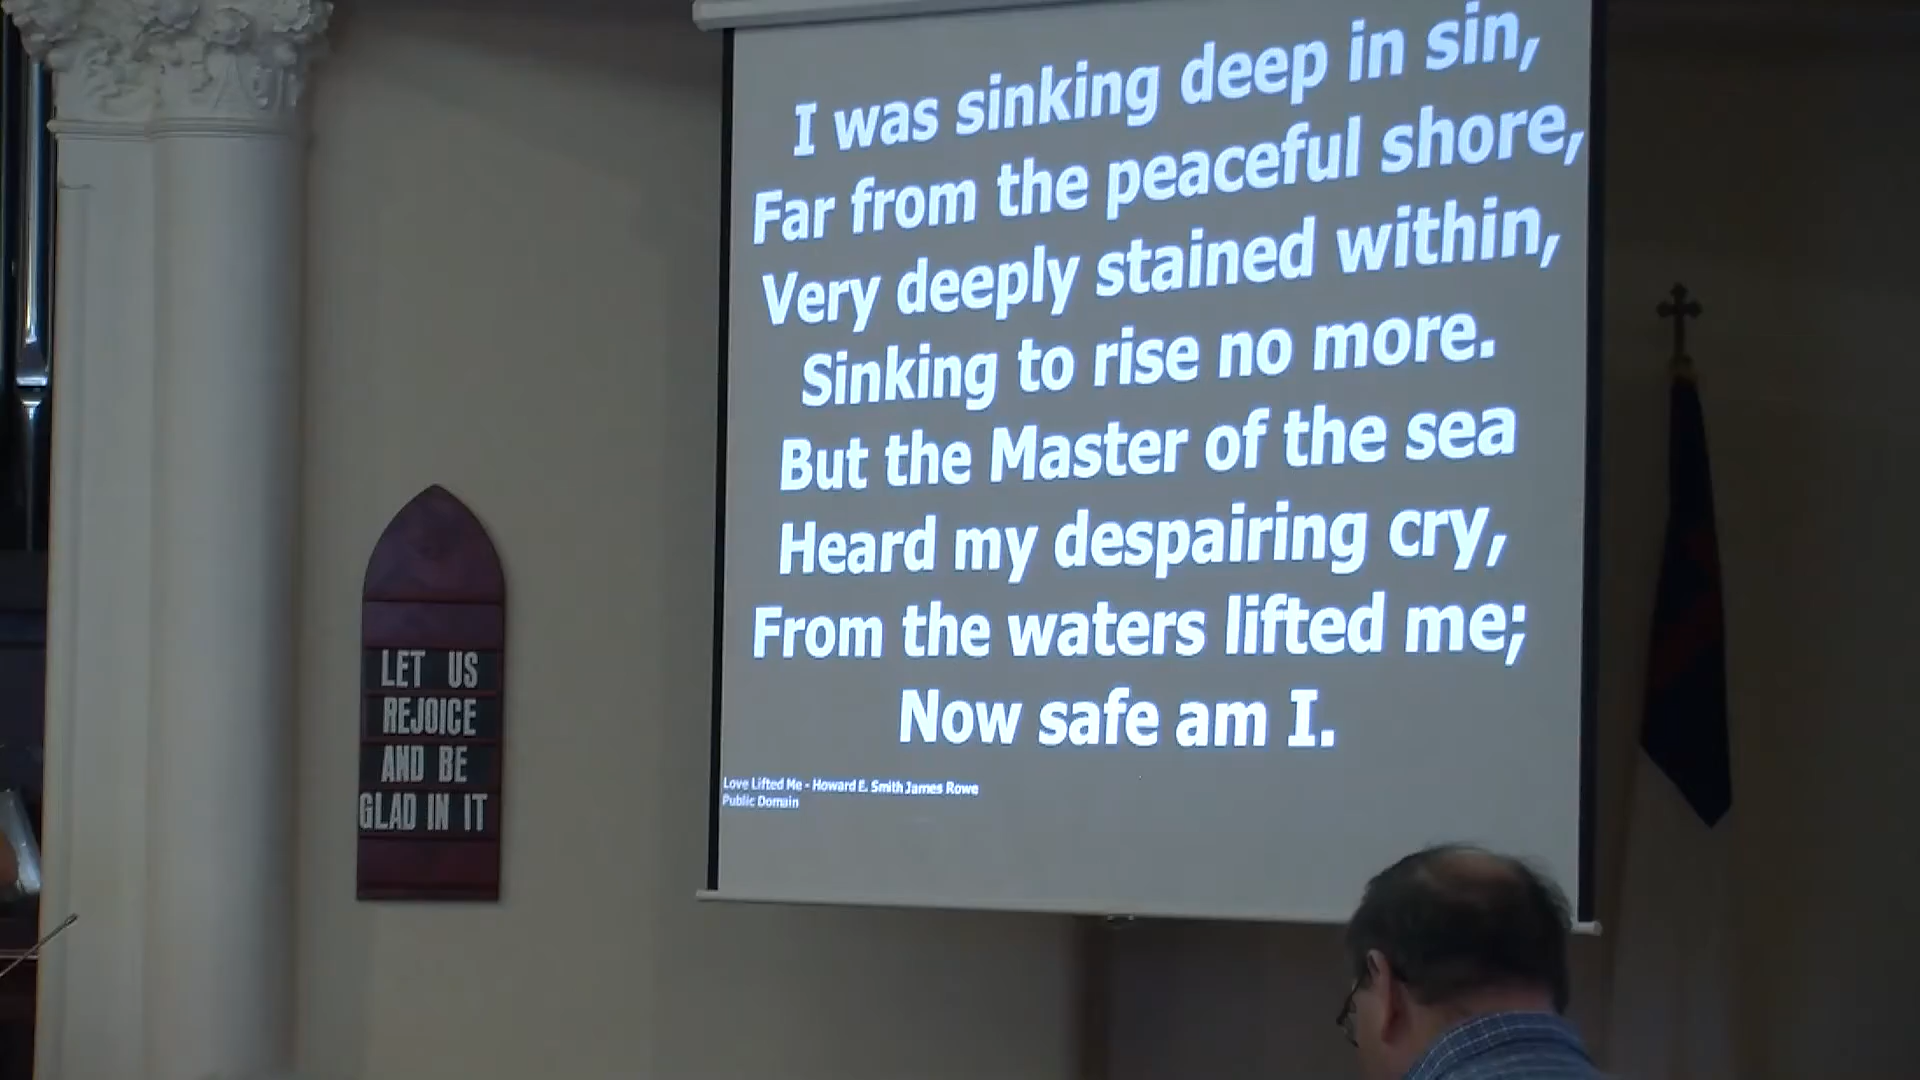 I was sinking deep in sin,
Far from the peaceful shore,
Very deeply stained within,
Sinking to rise no more.
But the Master of the sea
Heard my despairing cry,
From the waters lifted me;
Now safe am I.
Love Lifted Me - Howard E. Smith James Rowe
Public Domain
LET US
REJOICE
AND BE
GLAD IN IT